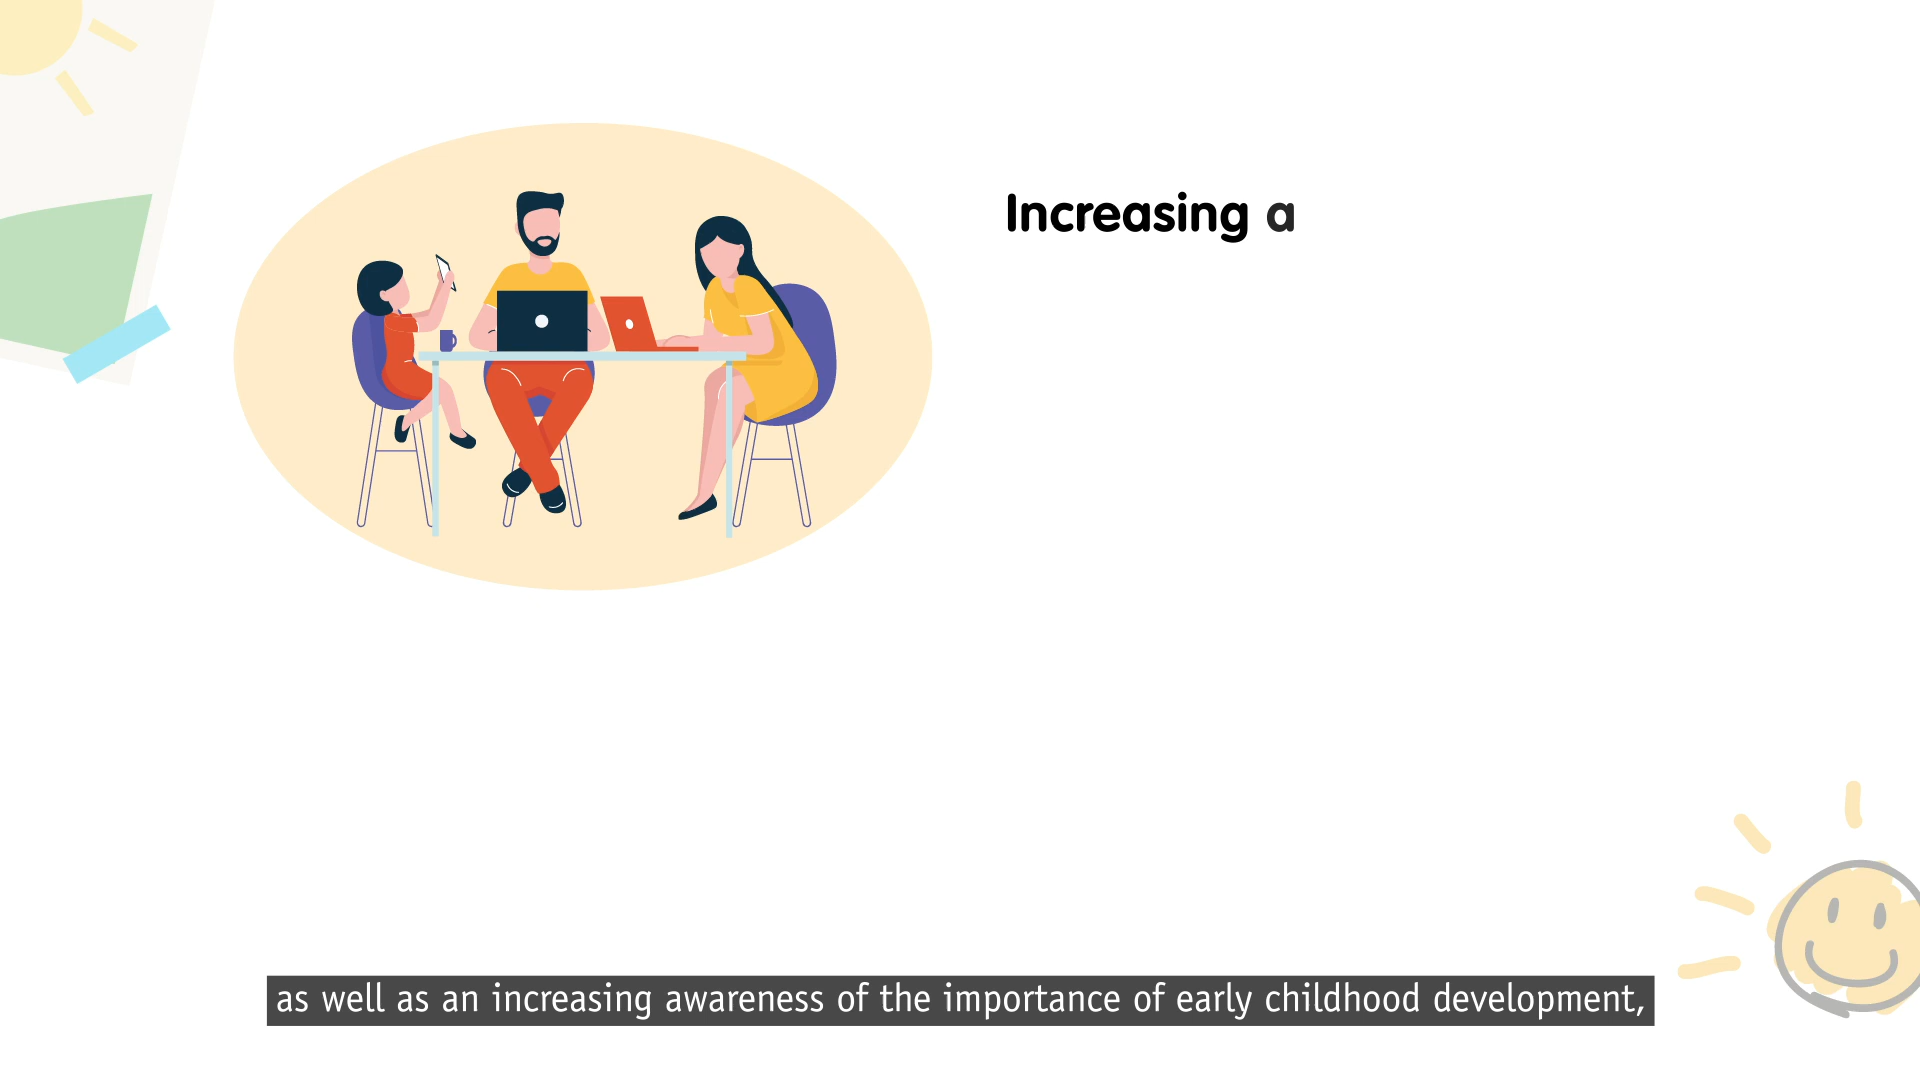 Increasing a
as well as an increasing awareness of the importance of early childhood development,